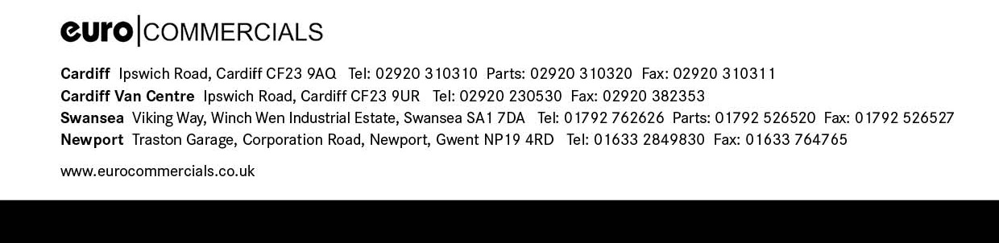 euro|COMMERCIALS
Cardiff Ipswich Road, Cardiff CF23 9AQ Tel: 02920 310310 Parts: 02920 310320 Fax: 02920 310311
Cardiff Van Centre Ipswich Road, Cardiff CF23 9UR Tel: 02920 230530 Fax: 02920 382353
Swansea Viking Way, Winch Wen Industrial Estate, Swansea SA1 7DA Tel: 01792 762626 Parts: 01792 526520 Fax: 01792 526527
Newport Traston Garage, Corporation Road, Newport, Gwent NP19 4RD Tel: 01633 2849830 Fax: 01633 764765
www.eurocommercials.co.uk